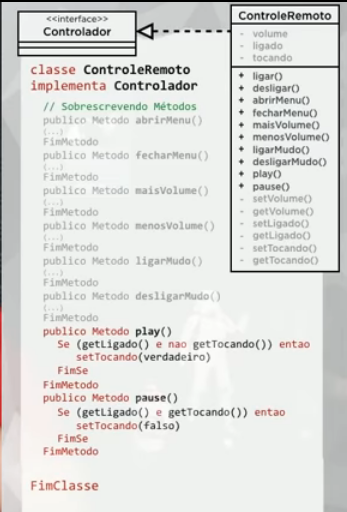 <<interface>>
Controlador
ControleRemoto
- volume
- ligado
- tocando
+ ligar()
+ desligar()
+ abrirMenu()
+ fecharMenu()
+ maisVolume()
+ menosVolume()
+ ligarMudo()
+ desligarMudo()
+ play()
+ pause()
- setVolume()
- getVolume()
- setLigado()
- getLigado()
- setTocando()
- getTocando()
classe ControleRemoto
implementa Controlador
// Sobrescrevendo Métodos
publico Metodo abrirMenu()
(...)
FimMetodo
publico Metodo fecharMenu()
(...)
FimMetodo
publico Metodo maisVolume()
(...)
FimMetodo
publico Metodo menosVolume()
(...)
FimMetodo
publico Metodo ligarMudo()
(...)
FimMetodo
publico Metodo desligarMudo()
(...)
FimMetodo
publico Metodo play()
Se (getLigado() e nao getTocando()) entao
setTocando(verdadeiro)
FimSe
FimMetodo
publico Metodo pause()
Se (getLigado() e getTocando()) entao
setTocando(falso)
FimSe
FimMetodo
FimClasse